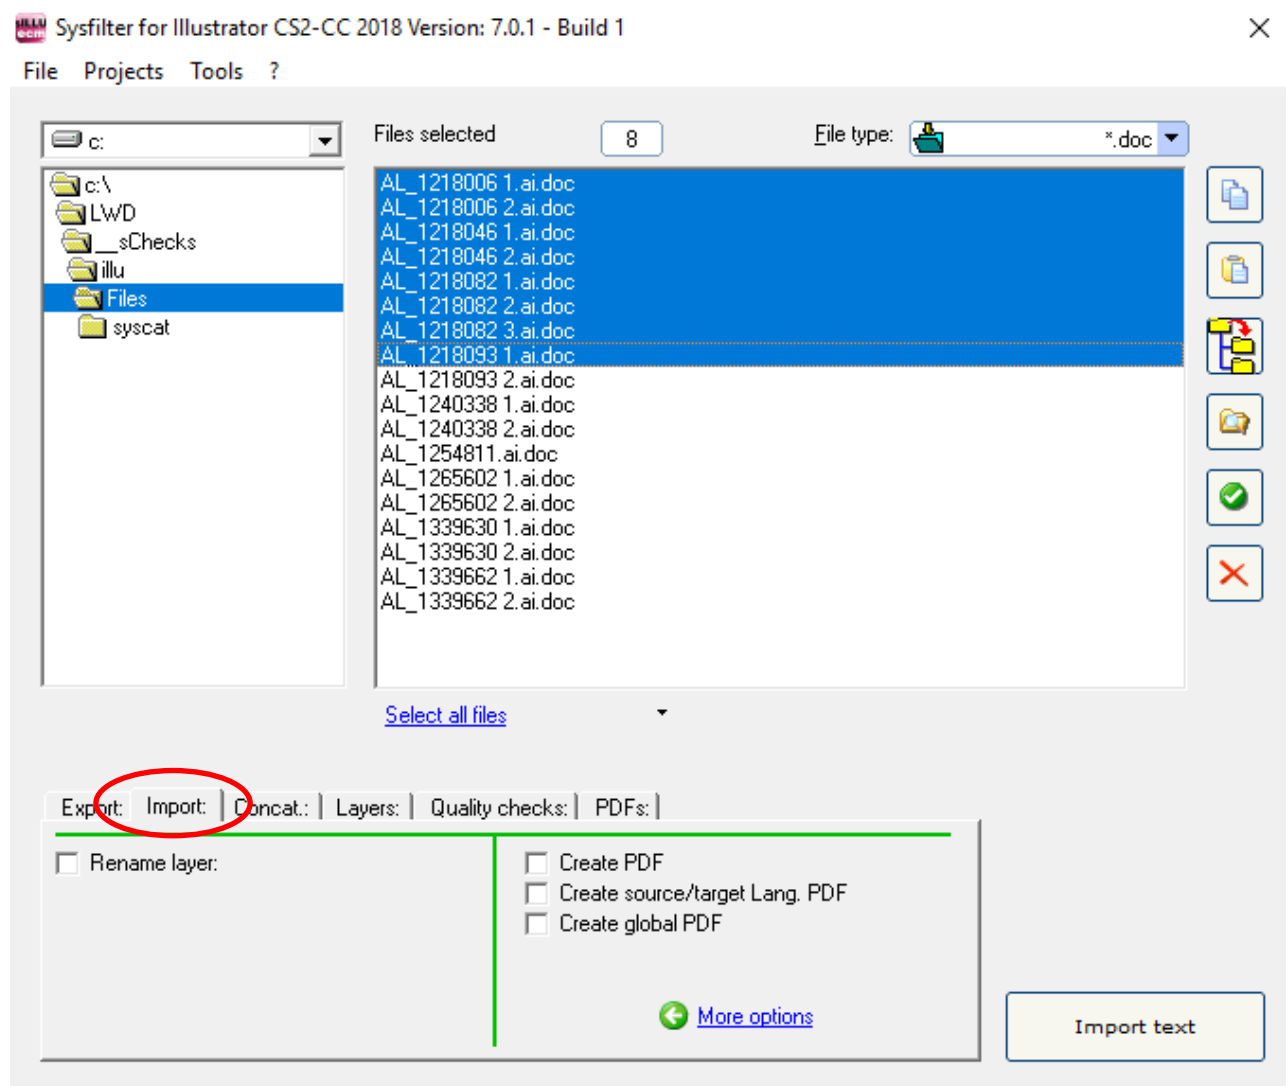 Sysfilter for Illustrator CS2-CC 2018 Version: 7.0.1 - Build 1
File Projects Tools ?
c:
Files selected 8 File type: *.doc
c:\
LWD
__sChecks
illu
Files
syscat
AL_1218006 1.ai.doc
AL_1218006 2.ai.doc
AL_1218046 1.ai.doc
AL_1218046 2.ai.doc
AL_1218082 1.ai.doc
AL_1218082 2.ai.doc
AL_1218082 3.ai.doc
AL_1218093 1.ai.doc
AL_1218093 2.ai.doc
AL_1240338 1.ai.doc
AL_1240338 2.ai.doc
AL_1254811.ai.doc
AL_1265602 1.ai.doc
AL_1265602 2.ai.doc
AL_1339630 1.ai.doc
AL_1339630 2.ai.doc
AL_1339662 1.ai.doc
AL_1339662 2.ai.doc
Select all files
Export: Import: Concat.: Layers: Quality checks: PDFs:
Rename layer:
Create PDF
Create source/target Lang. PDF
Create global PDF
More options
Import text